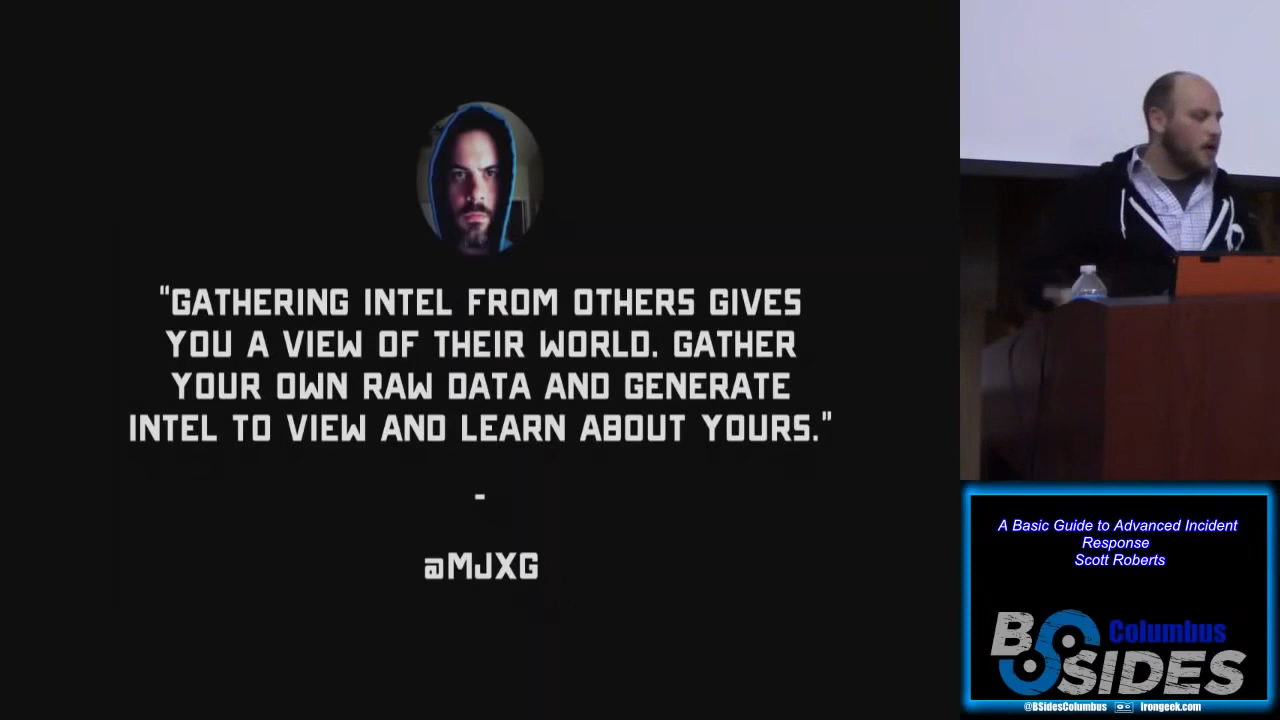 "GATHERING INTEL FROM OTHERS GIVES
YOU A VIEW OF THEIR WORLD. GATHER
YOUR OWN RAW DATA AND GENERATE
INTEL TO VIEW AND LEARN ABOUT YOURS."
-
@MJXG
A Basic Guide to Advanced Incident
Response
Scott Roberts
BSIDES
Columbus
@BSidesColumbus Irongeek.com